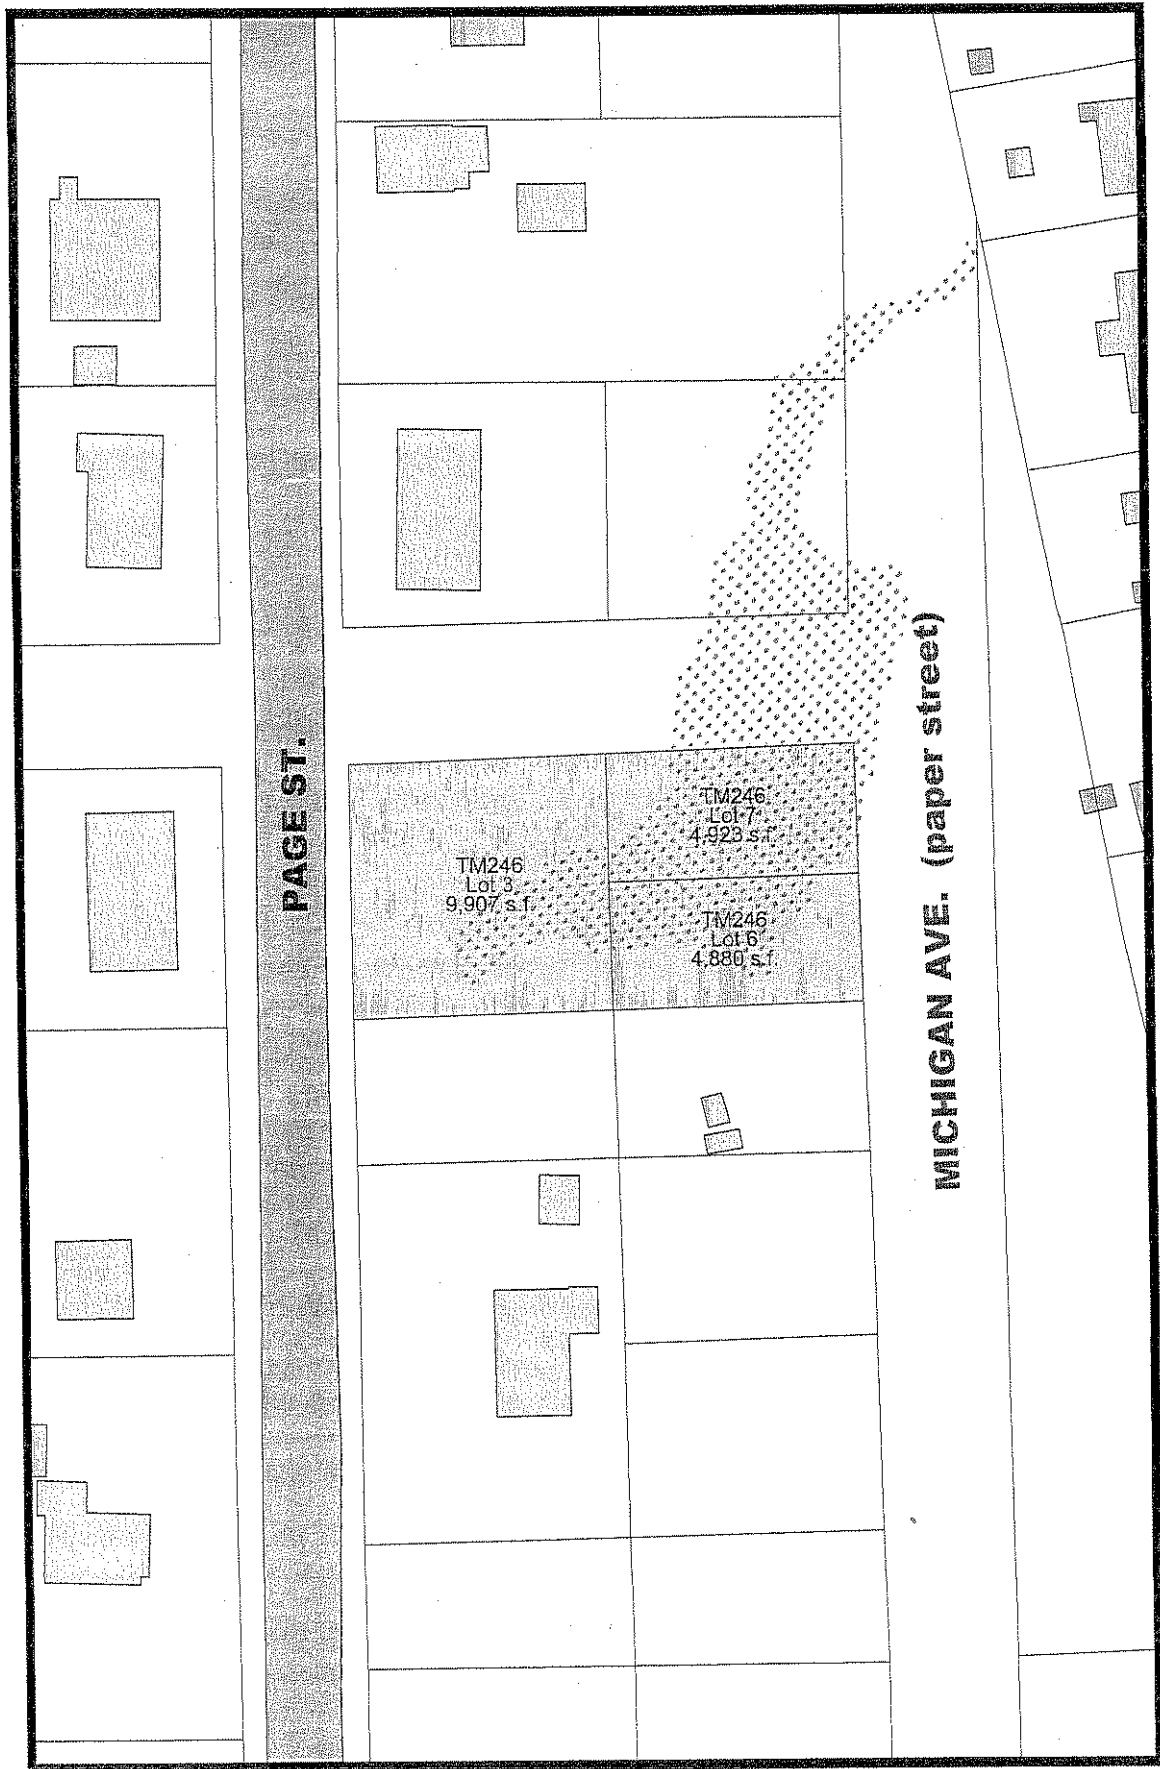 PAGE ST.
TM246
Lot 3
9,907 s.f.
TM246
Lot 7
4,923 s.f.
TM246
Lot 6
4,880 s.f.
MICHIGAN AVE. (paper street)